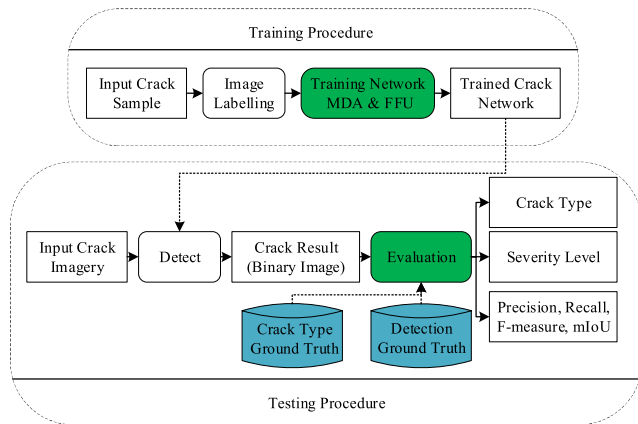 Training Procedure
Input Crack
Sample
Image
Labelling
Training Network
MDA & FFU
Trained Crack
Network
Input Crack
Imagery
Detect
Crack Result
(Binary Image)
Evaluation
Crack Type
Severity Level
Precision, Recall,
F-measure, mIoU
Crack Type
Ground Truth
Detection
Ground Truth
Testing Procedure